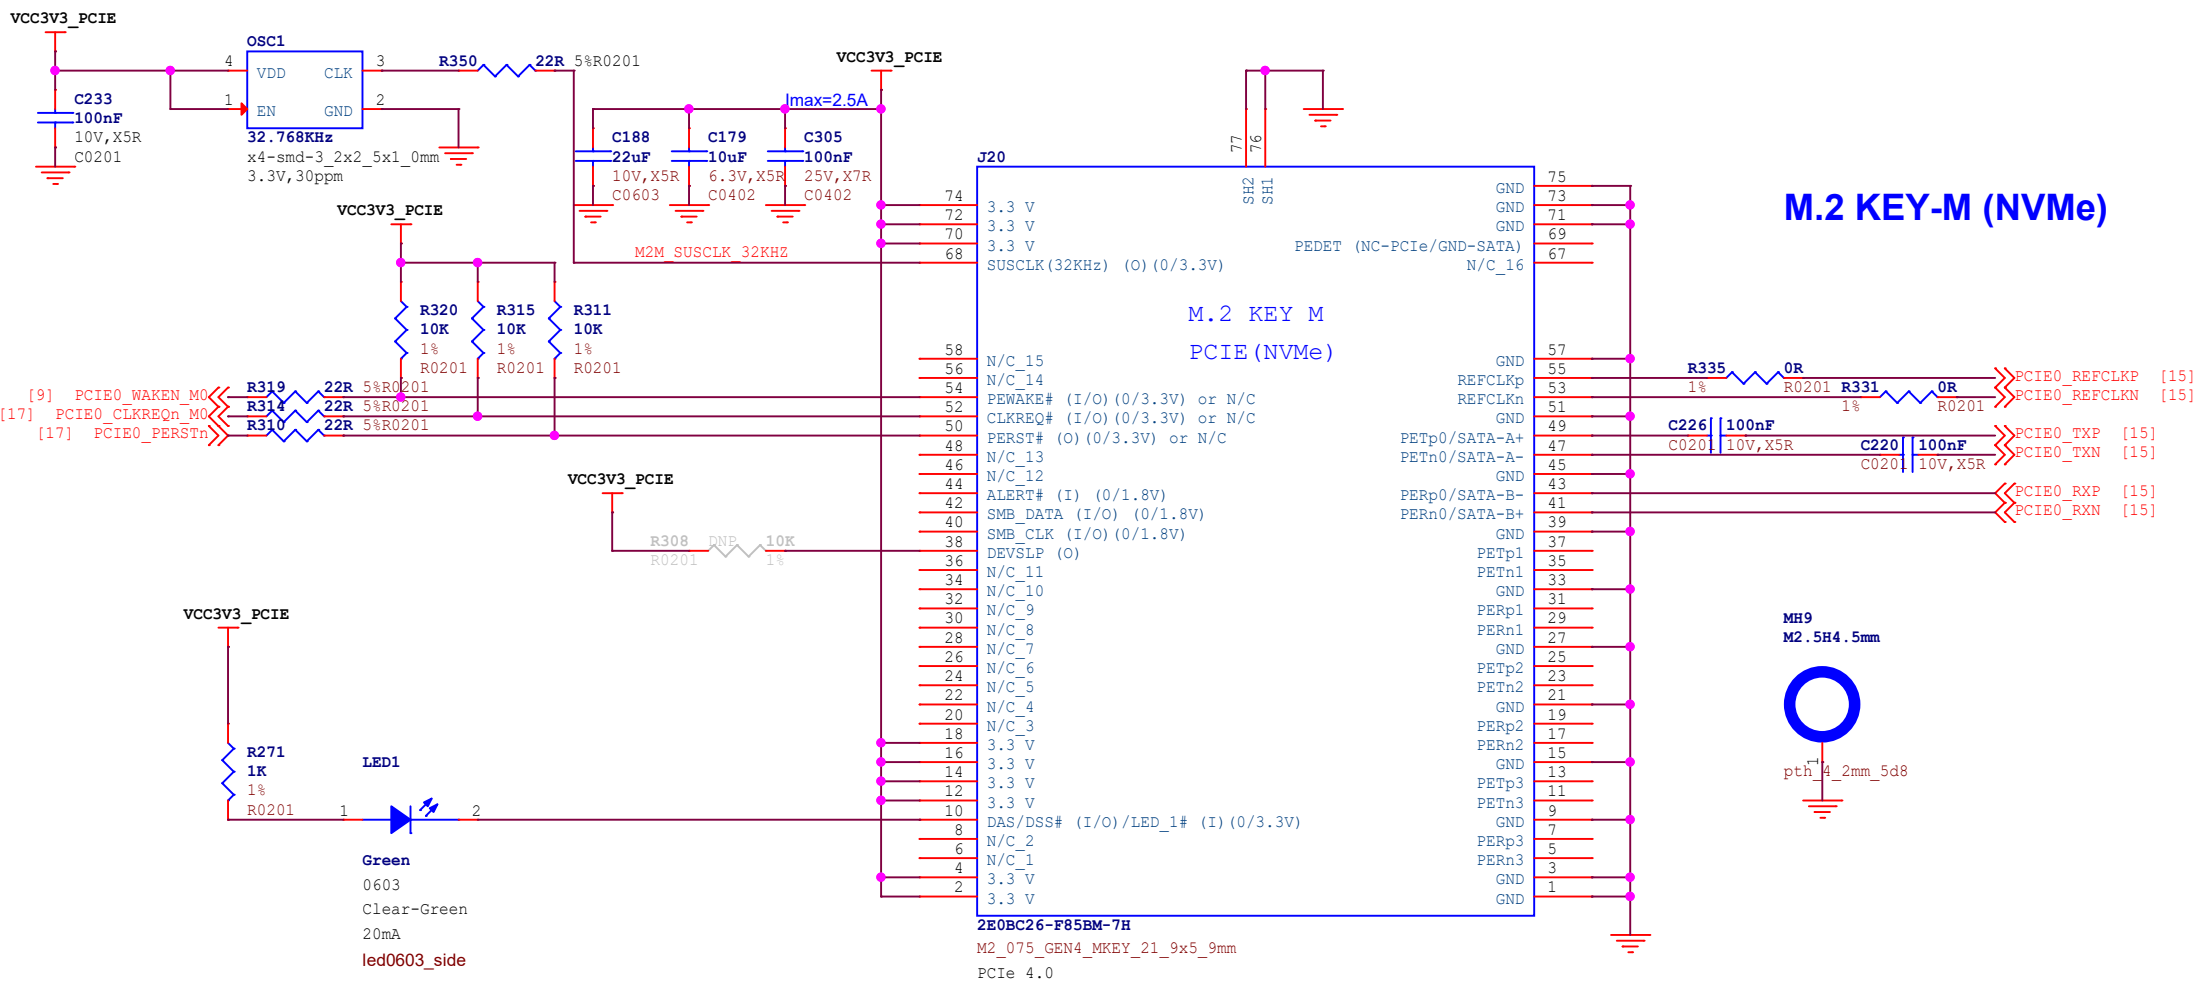 VCC3V3_PCIE
OSC1
4 VDD CLK 3
1 EN GND 2
32.768KHz
x4-smd-3_2x2_5x1_0mm
3.3V,30ppm
C233
100nF
10V,X5R
C0201
R350 22R 5%R0201
VCC3V3_PCIE
Imax=2.5A
C188
22uF
10V,X5R
C0603
C179
10uF
6.3V,X5R
C0402
C305
100nF
25V,X7R
C0402
M2M_SUSCLK_32KHZ
VCC3V3_PCIE
R320
10K
1%
R0201
R315
10K
1%
R0201
R311
10K
1%
R0201
[9] PCIE0_WAKEN_M0 R319 22R 5%R0201
[17] PCIE0_CLKREQn_M0 R314 22R 5%R0201
[17] PCIE0_PERSTn R310 22R 5%R0201
VCC3V3_PCIE
R308 DNP 10K
R0201 1%
VCC3V3_PCIE
R271
1K
1%
R0201
LED1
1 2
Green
0603
Clear-Green
20mA
led0603_side
J20
77 SH2
76 SH1
M.2 KEY M
PCIE(NVMe)
74 3.3 V
72 3.3 V
70 3.3 V
68 SUSCLK(32KHz) (O)(0/3.3V)
58 N/C_15
56 N/C_14
54 PEWAKE# (I/O)(0/3.3V) or N/C
52 CLKREQ# (I/O)(0/3.3V) or N/C
50 PERST# (O)(0/3.3V) or N/C
48 N/C_13
46 N/C_12
44 ALERT# (I) (0/1.8V)
42 SMB_DATA (I/O) (0/1.8V)
40 SMB_CLK (I/O)(0/1.8V)
38 DEVSLP (O)
36 N/C_11
34 N/C_10
32 N/C_9
30 N/C_8
28 N/C_7
26 N/C_6
24 N/C_5
22 N/C_4
20 N/C_3
18 3.3 V
16 3.3 V
14 3.3 V
12 3.3 V
10 DAS/DSS# (I/O)/LED_1# (I)(0/3.3V)
8 N/C_2
6 N/C_1
4 3.3 V
2 3.3 V
GND 75
GND 73
GND 71
PEDET (NC-PCIe/GND-SATA) 69
N/C_16 67
GND 57
REFCLKp 55
REFCLKn 53
GND 51
PETp0/SATA-A+ 49
PETn0/SATA-A- 47
GND 45
PERp0/SATA-B- 43
PERn0/SATA-B+ 41
GND 39
PETp1 37
PETn1 35
GND 33
PERp1 31
PERn1 29
GND 27
PETp2 25
PETn2 23
GND 21
PERp2 19
PERn2 17
GND 15
PETp3 13
PETn3 11
GND 9
PERp3 7
PERn3 5
GND 3
GND 1
2E0BC26-F85BM-7H
M2_075_GEN4_MKEY_21_9x5_9mm
PCIe 4.0
M.2 KEY-M (NVMe)
R335 0R
1% R0201
PCIE0_REFCLKP [15]
R331 0R
1% R0201
PCIE0_REFCLKN [15]
C226 100nF
C0201 10V,X5R
PCIE0_TXP [15]
C220 100nF
C0201 10V,X5R
PCIE0_TXN [15]
PCIE0_RXP [15]
PCIE0_RXN [15]
MH9
M2.5H4.5mm
1
pth_4_2mm_5d8